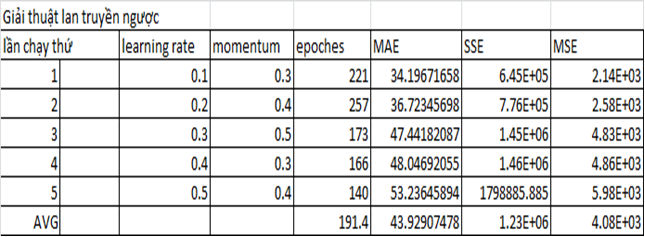 Giải thuật lan truyền ngược
lần chạy thứ learning rate momentum epoches MAE SSE MSE
1 0.1 0.3 221 34.19671658 6.45E+05 2.14E+03
2 0.2 0.4 257 36.72345698 7.76E+05 2.58E+03
3 0.3 0.5 173 47.44182087 1.45E+06 4.83E+03
4 0.4 0.3 166 48.04692055 1.46E+06 4.86E+03
5 0.5 0.4 140 53.23645894 1798885.885 5.98E+03
AVG 191.4 43.92907478 1.23E+06 4.08E+03